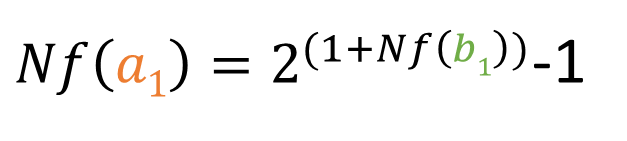 Nf(a₁) = 2^(1+Nf(b₁))-1